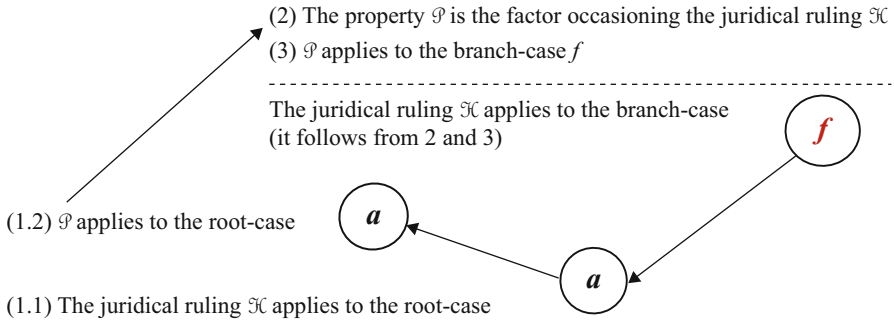 (2) The property 𝒫 is the factor occasioning the juridical ruling ℋ
(3) 𝒫 applies to the branch-case f
The juridical ruling ℋ applies to the branch-case
(it follows from 2 and 3)
f
(1.2) 𝒫 applies to the root-case
a
a
(1.1) The juridical ruling ℋ applies to the root-case